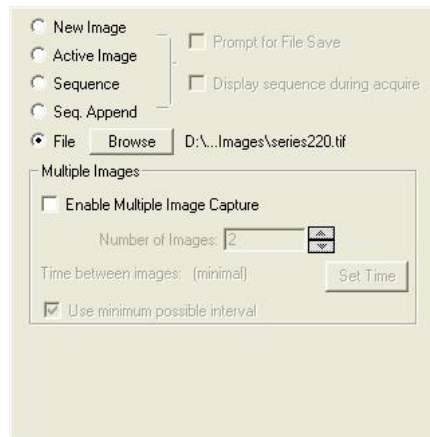 New Image
Prompt for File Save
Active Image
Sequence
Display sequence during acquire
Seq. Append
File Browse D:\...Images\series220.tif
Multiple Images
Enable Multiple Image Capture
Number of Images: 2
Time between images: (minimal) Set Time
Use minimum possible interval